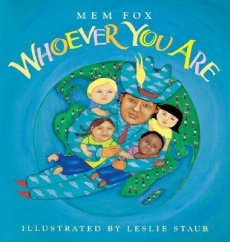 MEM FOX
WHOEVER YOU ARE
ILLUSTRATED BY LESLIE STAUB